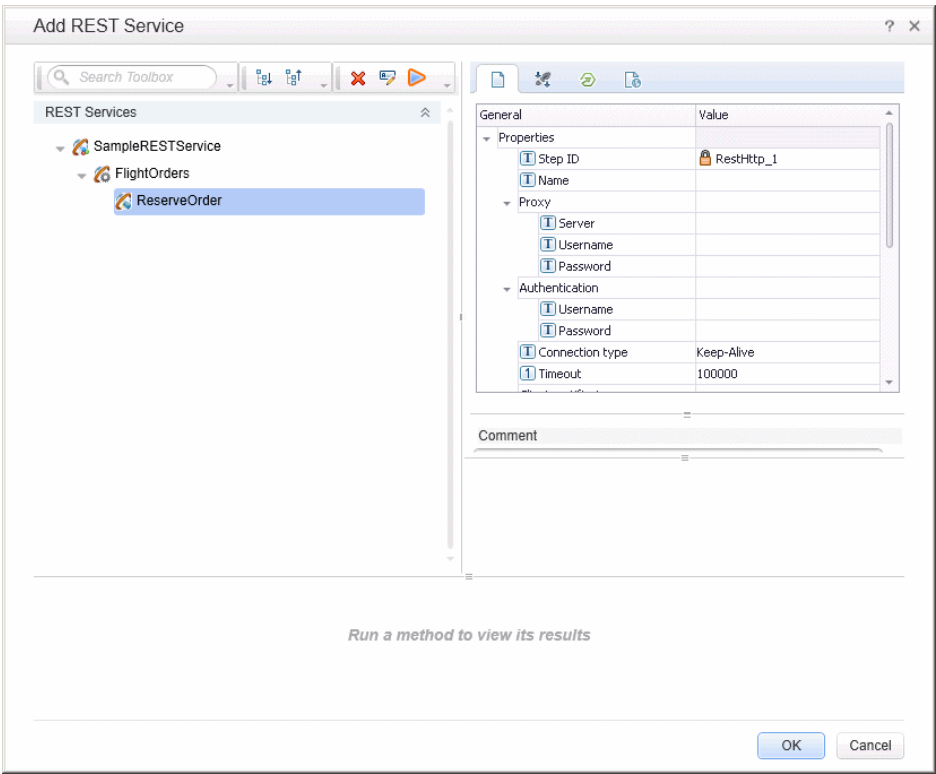 Add REST Service
?
Search Toolbox
REST Services
SampleRESTService
FlightOrders
ReserveOrder
General Value
Properties
Step ID RestHttp_1
Name
Proxy
Server
Username
Password
Authentication
Username
Password
Connection type Keep-Alive
1 Timeout 100000
Comment
Run a method to view its results
OK Cancel